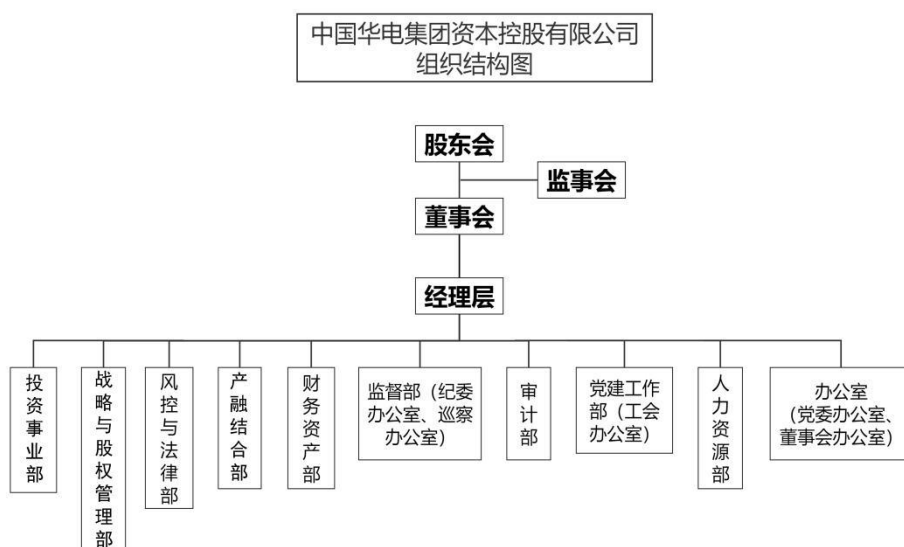 中国华电集团资本控股有限公司
组织结构图
股东会
监事会
董事会
经理层
投资事业部
战略与股权管理部
风控与法律部
产融结合部
财务资产部
监督部（纪委
办公室、巡察
办公室）
审计部
党建工作
部（工会
办公室）
人力资源部
办公室
（党委办公室、
董事会办公室）